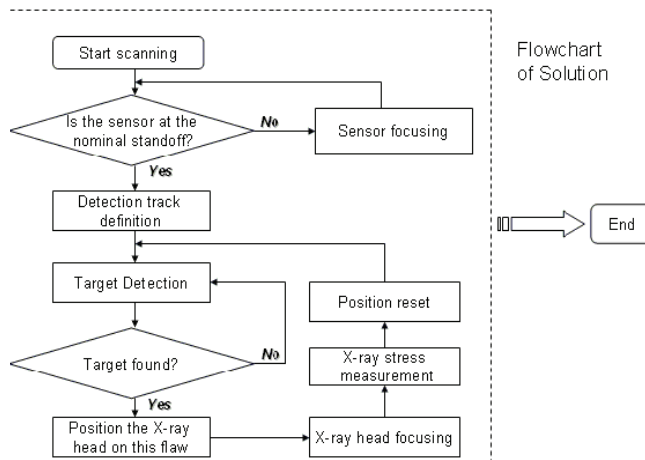 Start scanning
Flowchart
of Solution
Is the sensor at the
nominal standoff?
No
Sensor focusing
Yes
Detection track
definition
End
Target Detection
Position reset
Target found?
No
X-ray stress
measurement
Yes
Position the X-ray
head on this flaw
X-ray head focusing